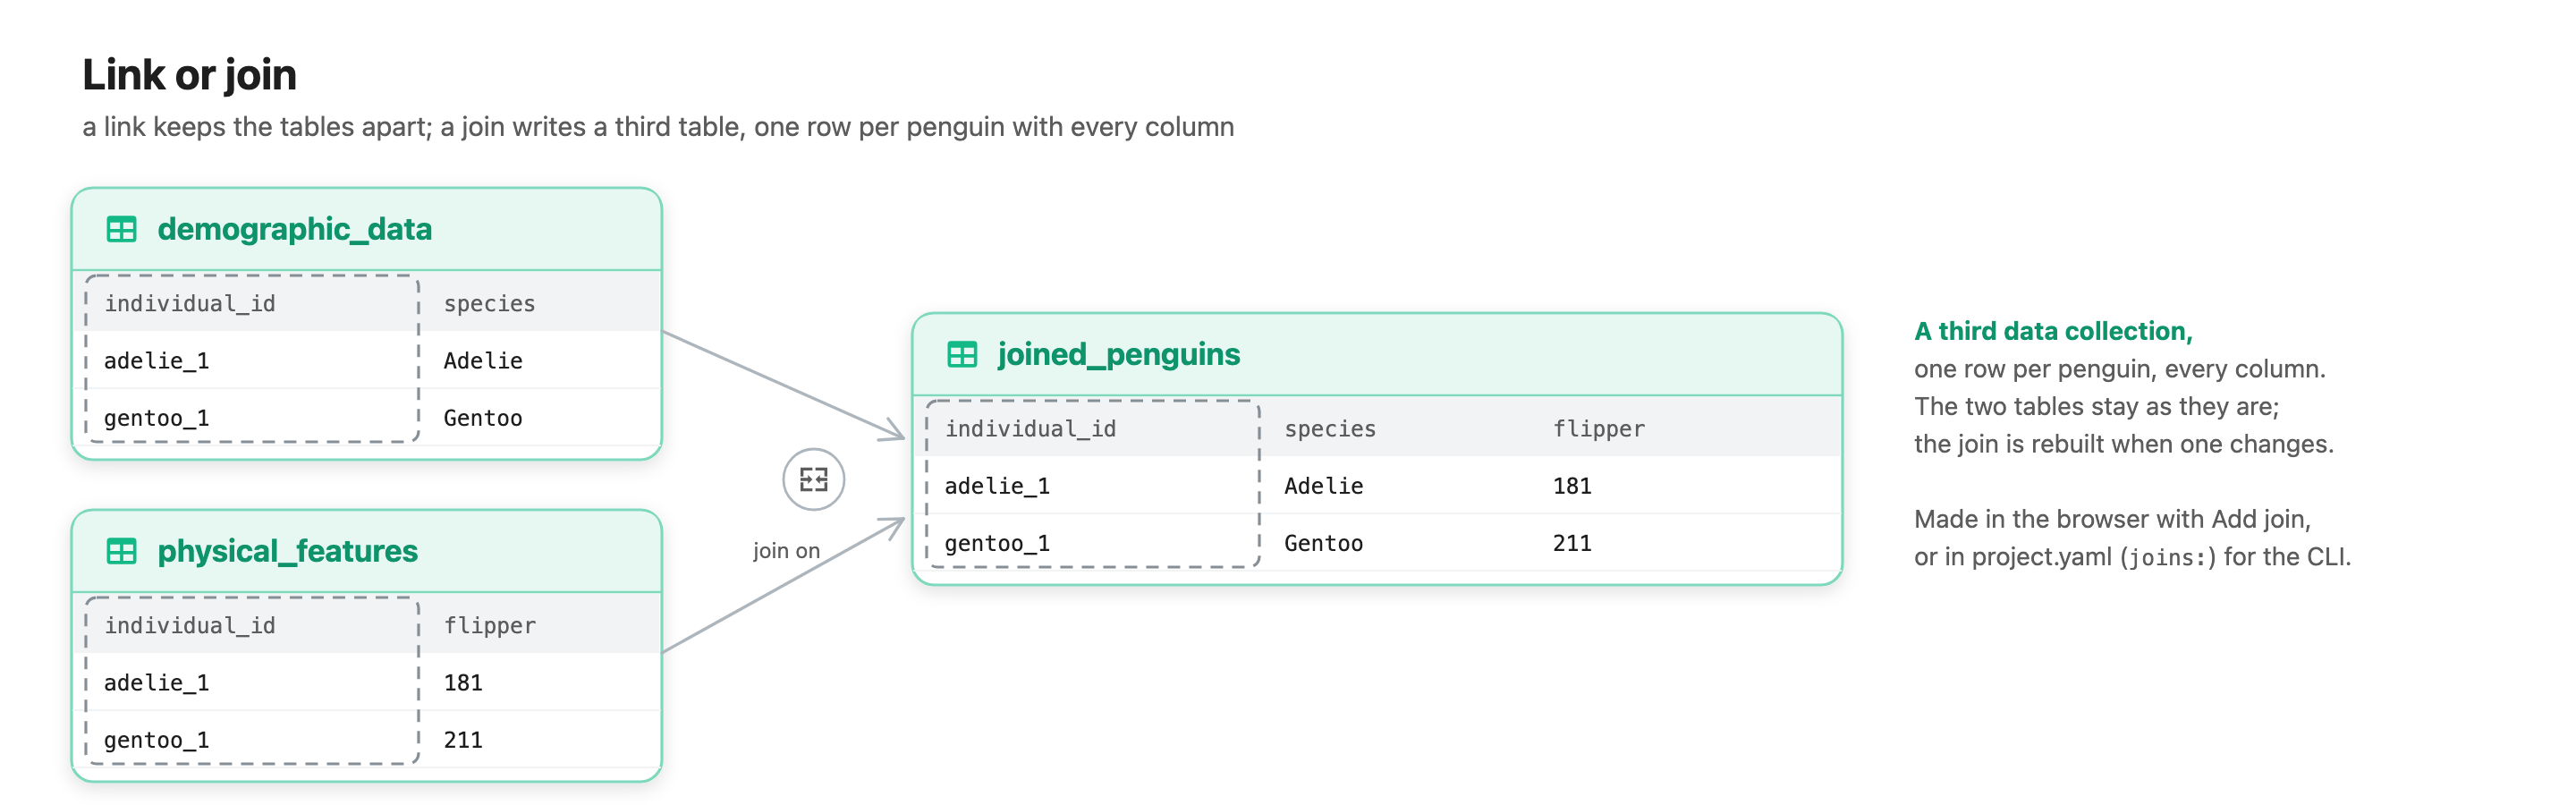 Link or join
a link keeps the tables apart; a join writes a third table, one row per penguin with every column
demographic_data
individual_id species
adelie_1 Adelie
gentoo_1 Gentoo
physical_features
individual_id flipper
adelie_1 181
gentoo_1 211
join on
joined_penguins
individual_id species flipper
adelie_1 Adelie 181
gentoo_1 Gentoo 211
A third data collection,
one row per penguin, every column.
The two tables stay as they are;
the join is rebuilt when one changes.
Made in the browser with Add join,
or in project.yaml (joins:) for the CLI.